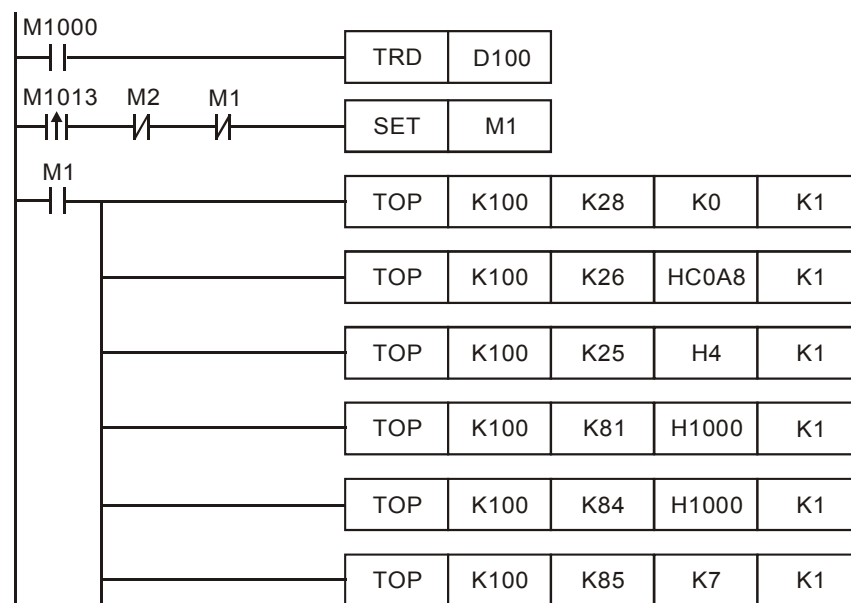 M1000
TRD D100
M1013 M2 M1
SET M1
M1
TOP K100 K28 K0 K1
TOP K100 K26 HC0A8 K1
TOP K100 K25 H4 K1
TOP K100 K81 H1000 K1
TOP K100 K84 H1000 K1
TOP K100 K85 K7 K1